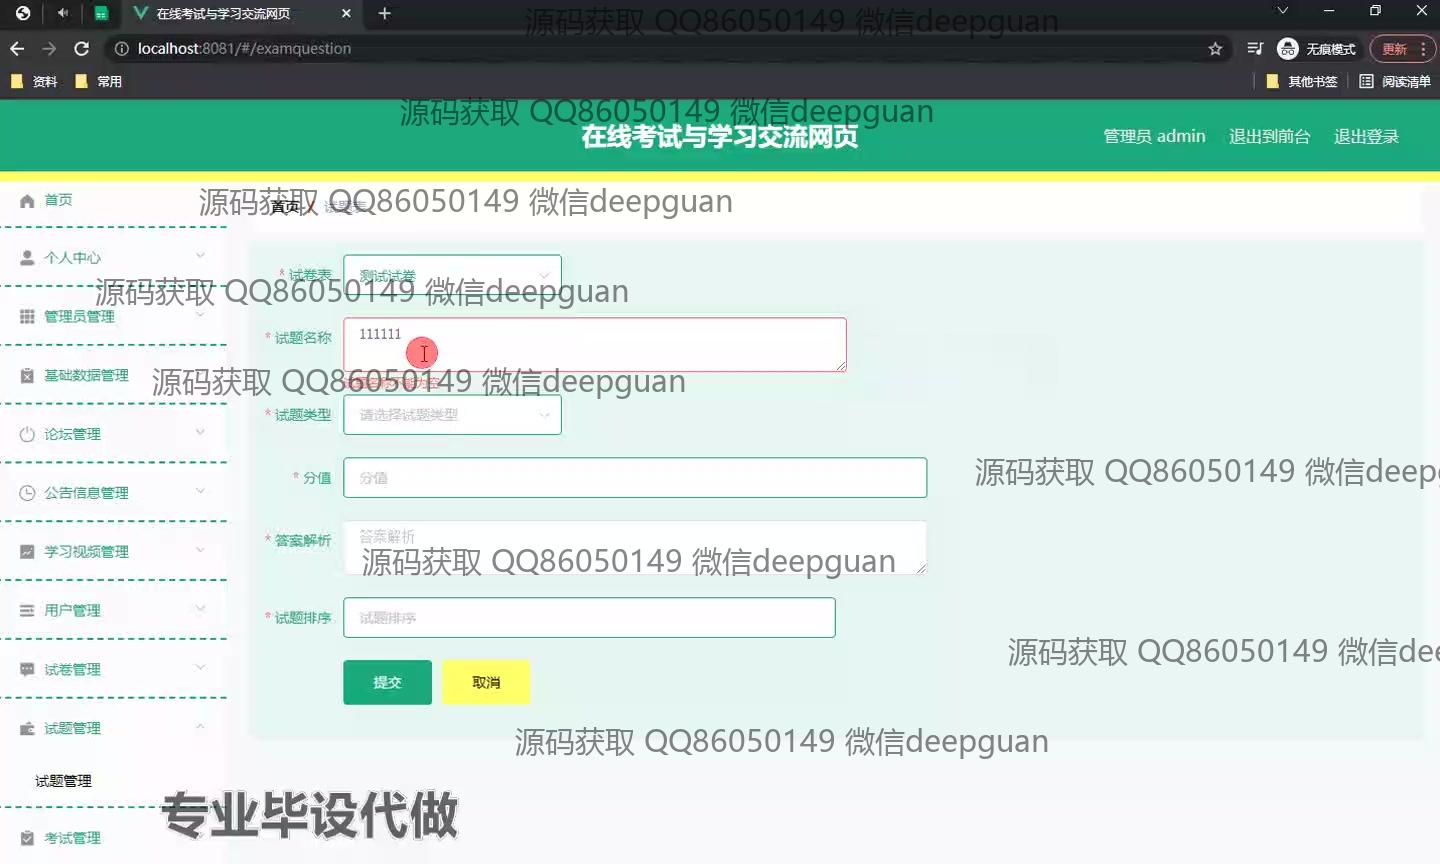 在线考试与学习交流网页
源码获取 QQ86050149 微信deepguan
localhost:8081/#/examquestion
无痕模式
更新
资料
常用
其他书签
阅读清单
源码获取 QQ86050149 微信deepguan
在线考试与学习交流网页
管理员 admin
退出到前台
退出登录
首页
源码获取 QQ86050149 微信deepguan
首页 / 试题表
个人中心
* 试卷表
测试试卷
源码获取 QQ86050149 微信deepguan
管理员管理
* 试题名称
111111
基础数据管理
源码获取 QQ86050149 微信deepguan
试题名称不能为空
* 试题类型
请选择试题类型
论坛管理
* 分值
分值
源码获取 QQ86050149 微信deepg
公告信息管理
* 答案解析
答案解析
学习视频管理
源码获取 QQ86050149 微信deepguan
用户管理
* 试题排序
试题排序
源码获取 QQ86050149 微信dee
试卷管理
提交
取消
试题管理
源码获取 QQ86050149 微信deepguan
试题管理
专业毕设代做
考试管理